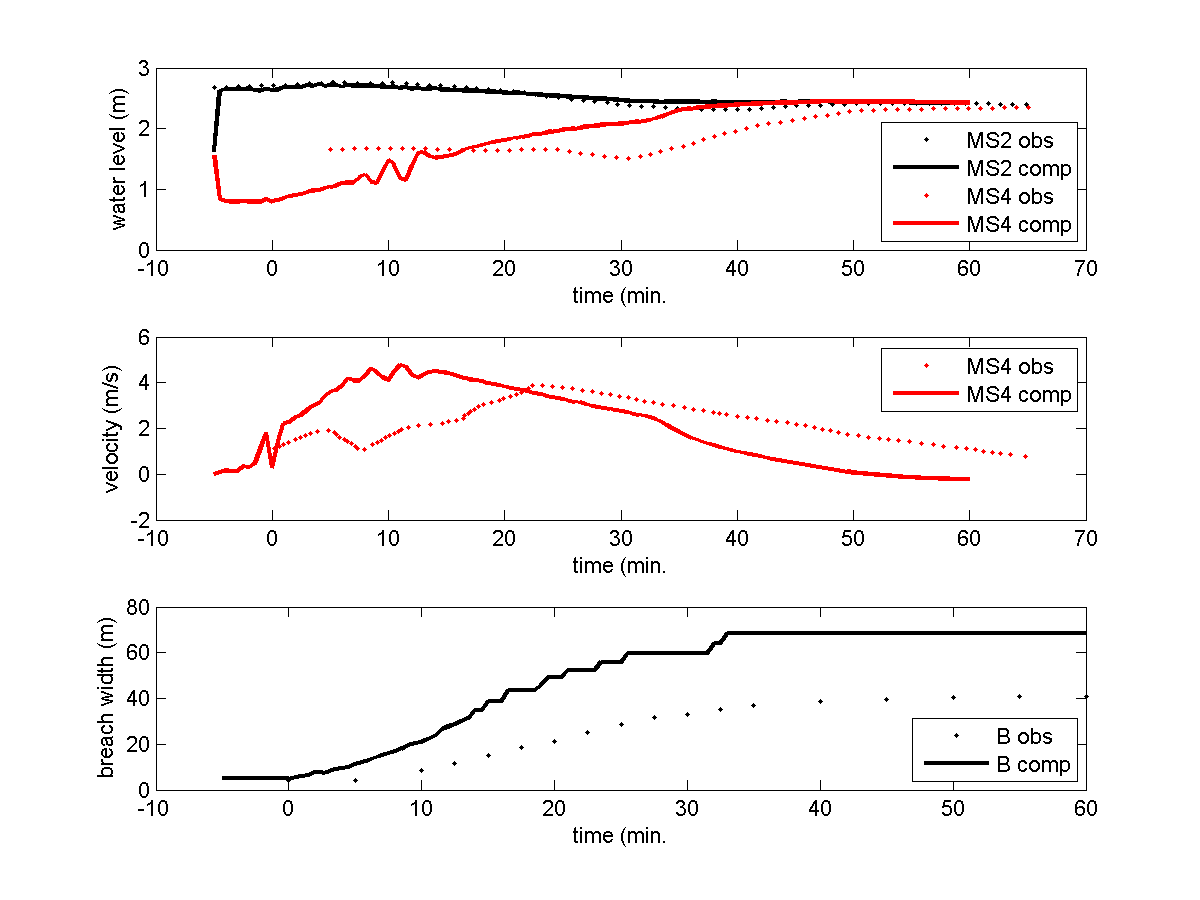 3
2
1
0
water level (m)
-10 0 10 20 30 40 50 60 70
time (min.
MS2 obs
MS2 comp
MS4 obs
MS4 comp
6
4
2
0
-2
velocity (m/s)
-10 0 10 20 30 40 50 60 70
time (min.
MS4 obs
MS4 comp
80
60
40
20
0
breach width (m)
-10 0 10 20 30 40 50 60
time (min.
B obs
B comp